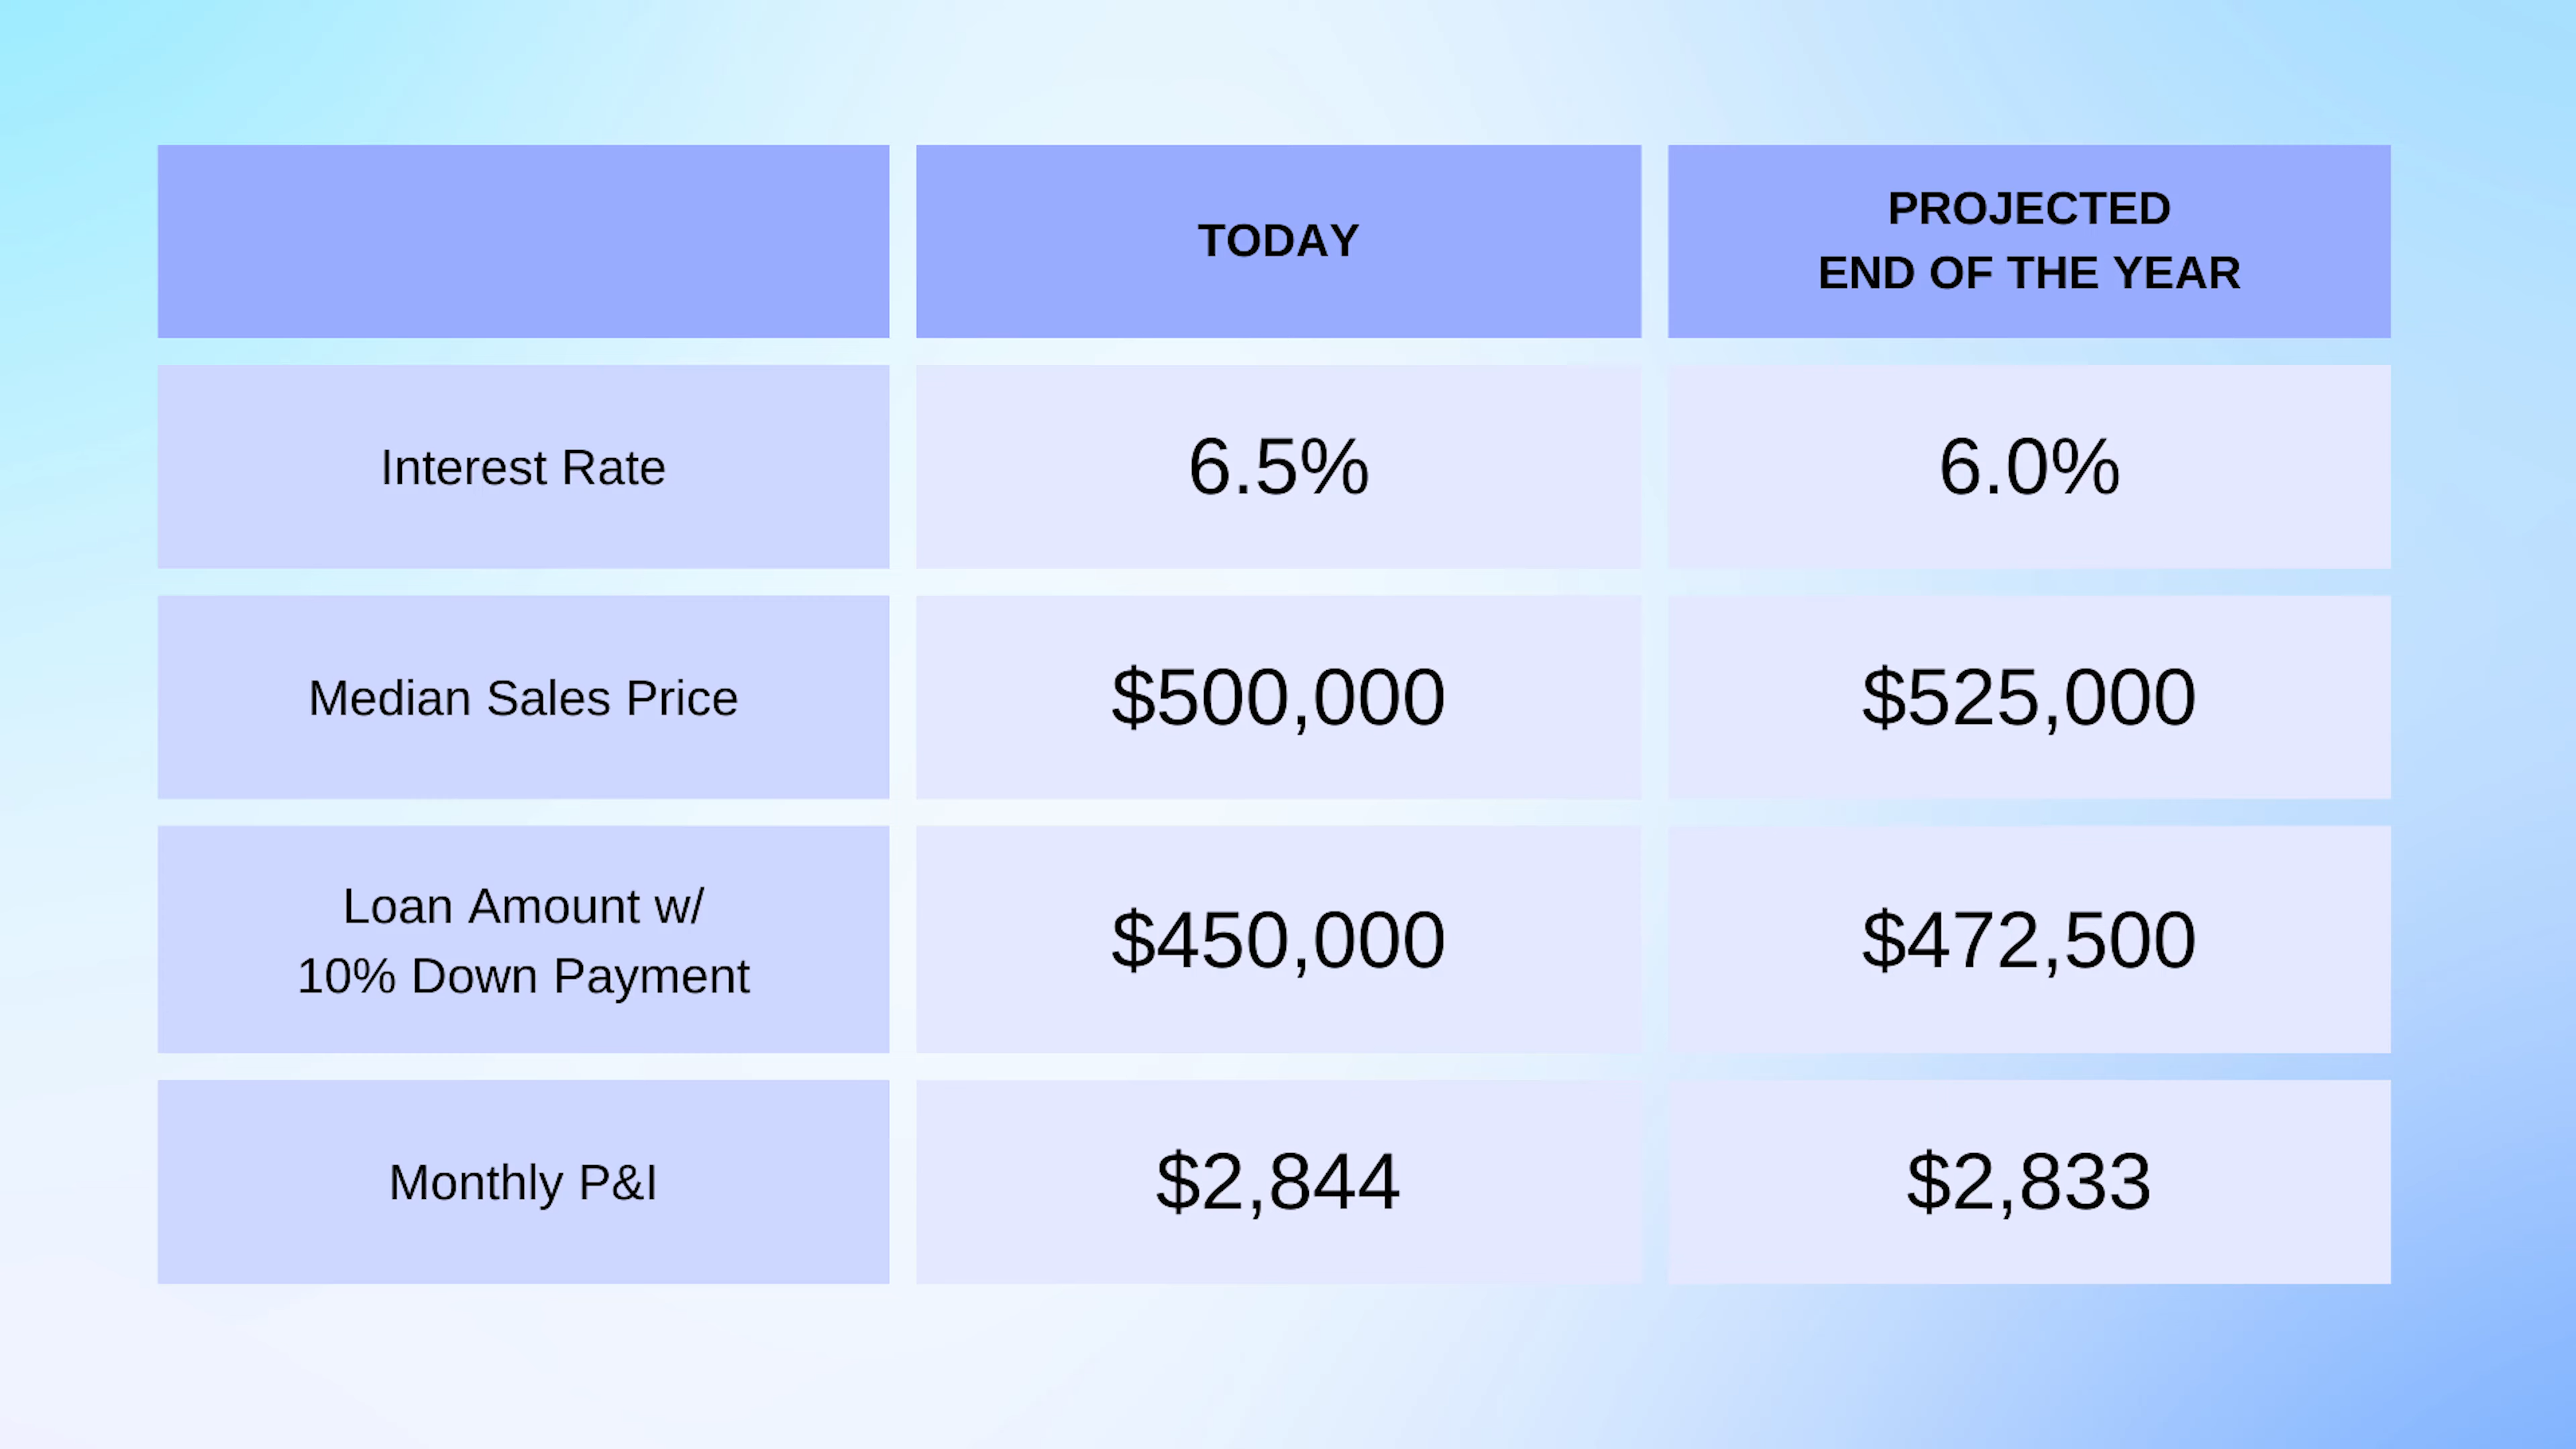 TODAY
PROJECTED
END OF THE YEAR
Interest Rate
6.5%
6.0%
Median Sales Price
$500,000
$525,000
Loan Amount w/
10% Down Payment
$450,000
$472,500
Monthly P&I
$2,844
$2,833